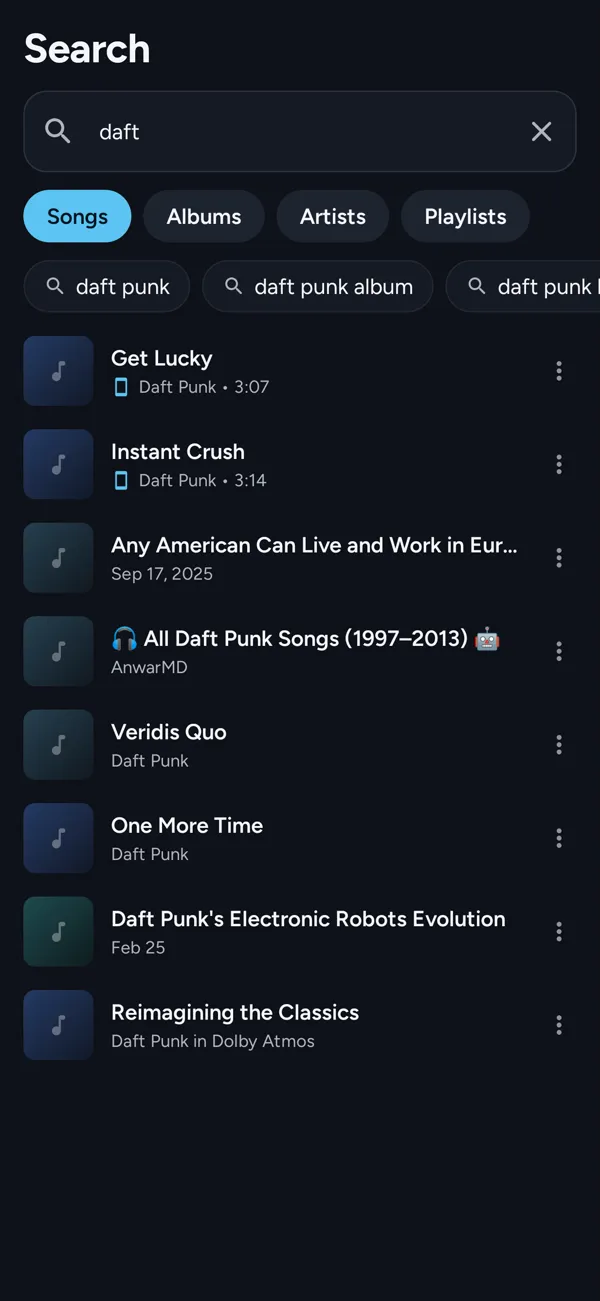 Search
daft
Songs
Albums
Artists
Playlists
daft punk
daft punk album
daft punk
Get Lucky
Daft Punk • 3:07
Instant Crush
Daft Punk • 3:14
Any American Can Live and Work in Eur...
Sep 17, 2025
🎧 All Daft Punk Songs (1997–2013) 🤖
AnwarMD
Veridis Quo
Daft Punk
One More Time
Daft Punk
Daft Punk's Electronic Robots Evolution
Feb 25
Reimagining the Classics
Daft Punk in Dolby Atmos